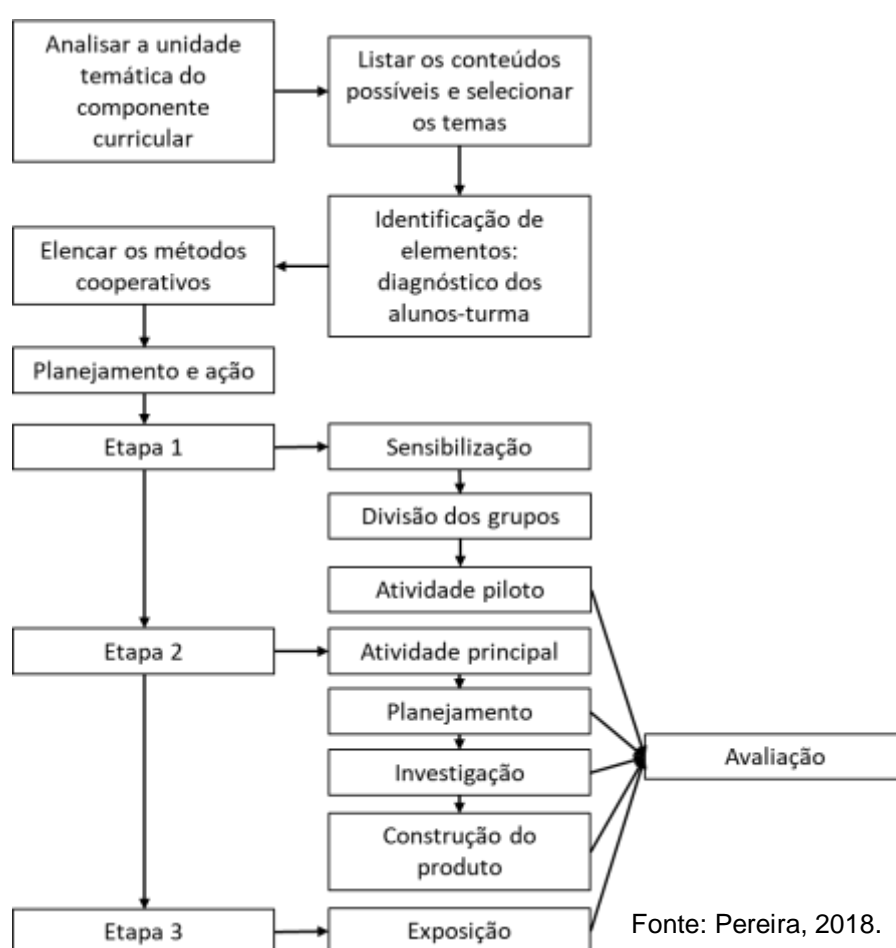 Analisar a unidade
temática do
componente
curricular
Listar os conteúdos
possíveis e selecionar
os temas
Identificação de
elementos:
diagnóstico dos
alunos-turma
Elencar os métodos
cooperativos
Planejamento e ação
Etapa 1
Sensibilização
Divisão dos grupos
Atividade piloto
Etapa 2
Atividade principal
Planejamento
Investigação
Construção do
produto
Avaliação
Etapa 3
Exposição
Fonte: Pereira, 2018.